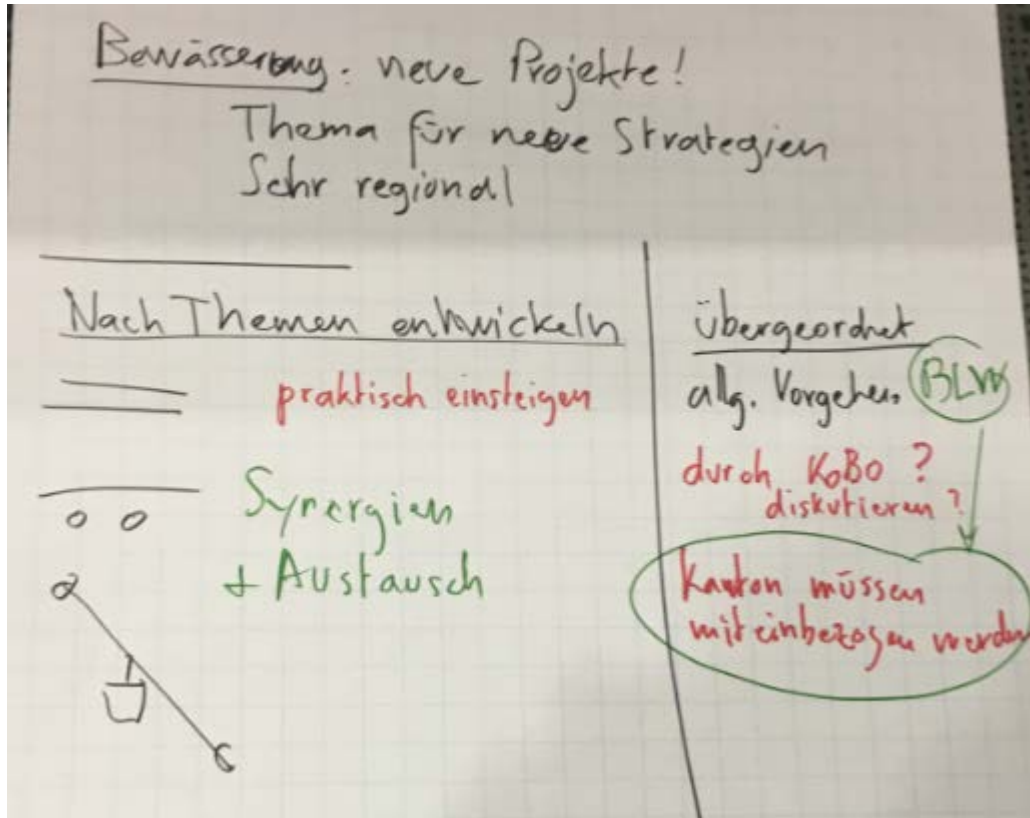 Bewässerung: neue Projekte!
Thema für neue Strategien
Sehr regional
Nach Themen entwickeln
praktisch einsteigen
Synergien
+ Austausch
übergeordnet
allg. Vorgehen. BLW
durch KoBo ?
diskutieren ?
Kanton müssen
mit einbezogen werden